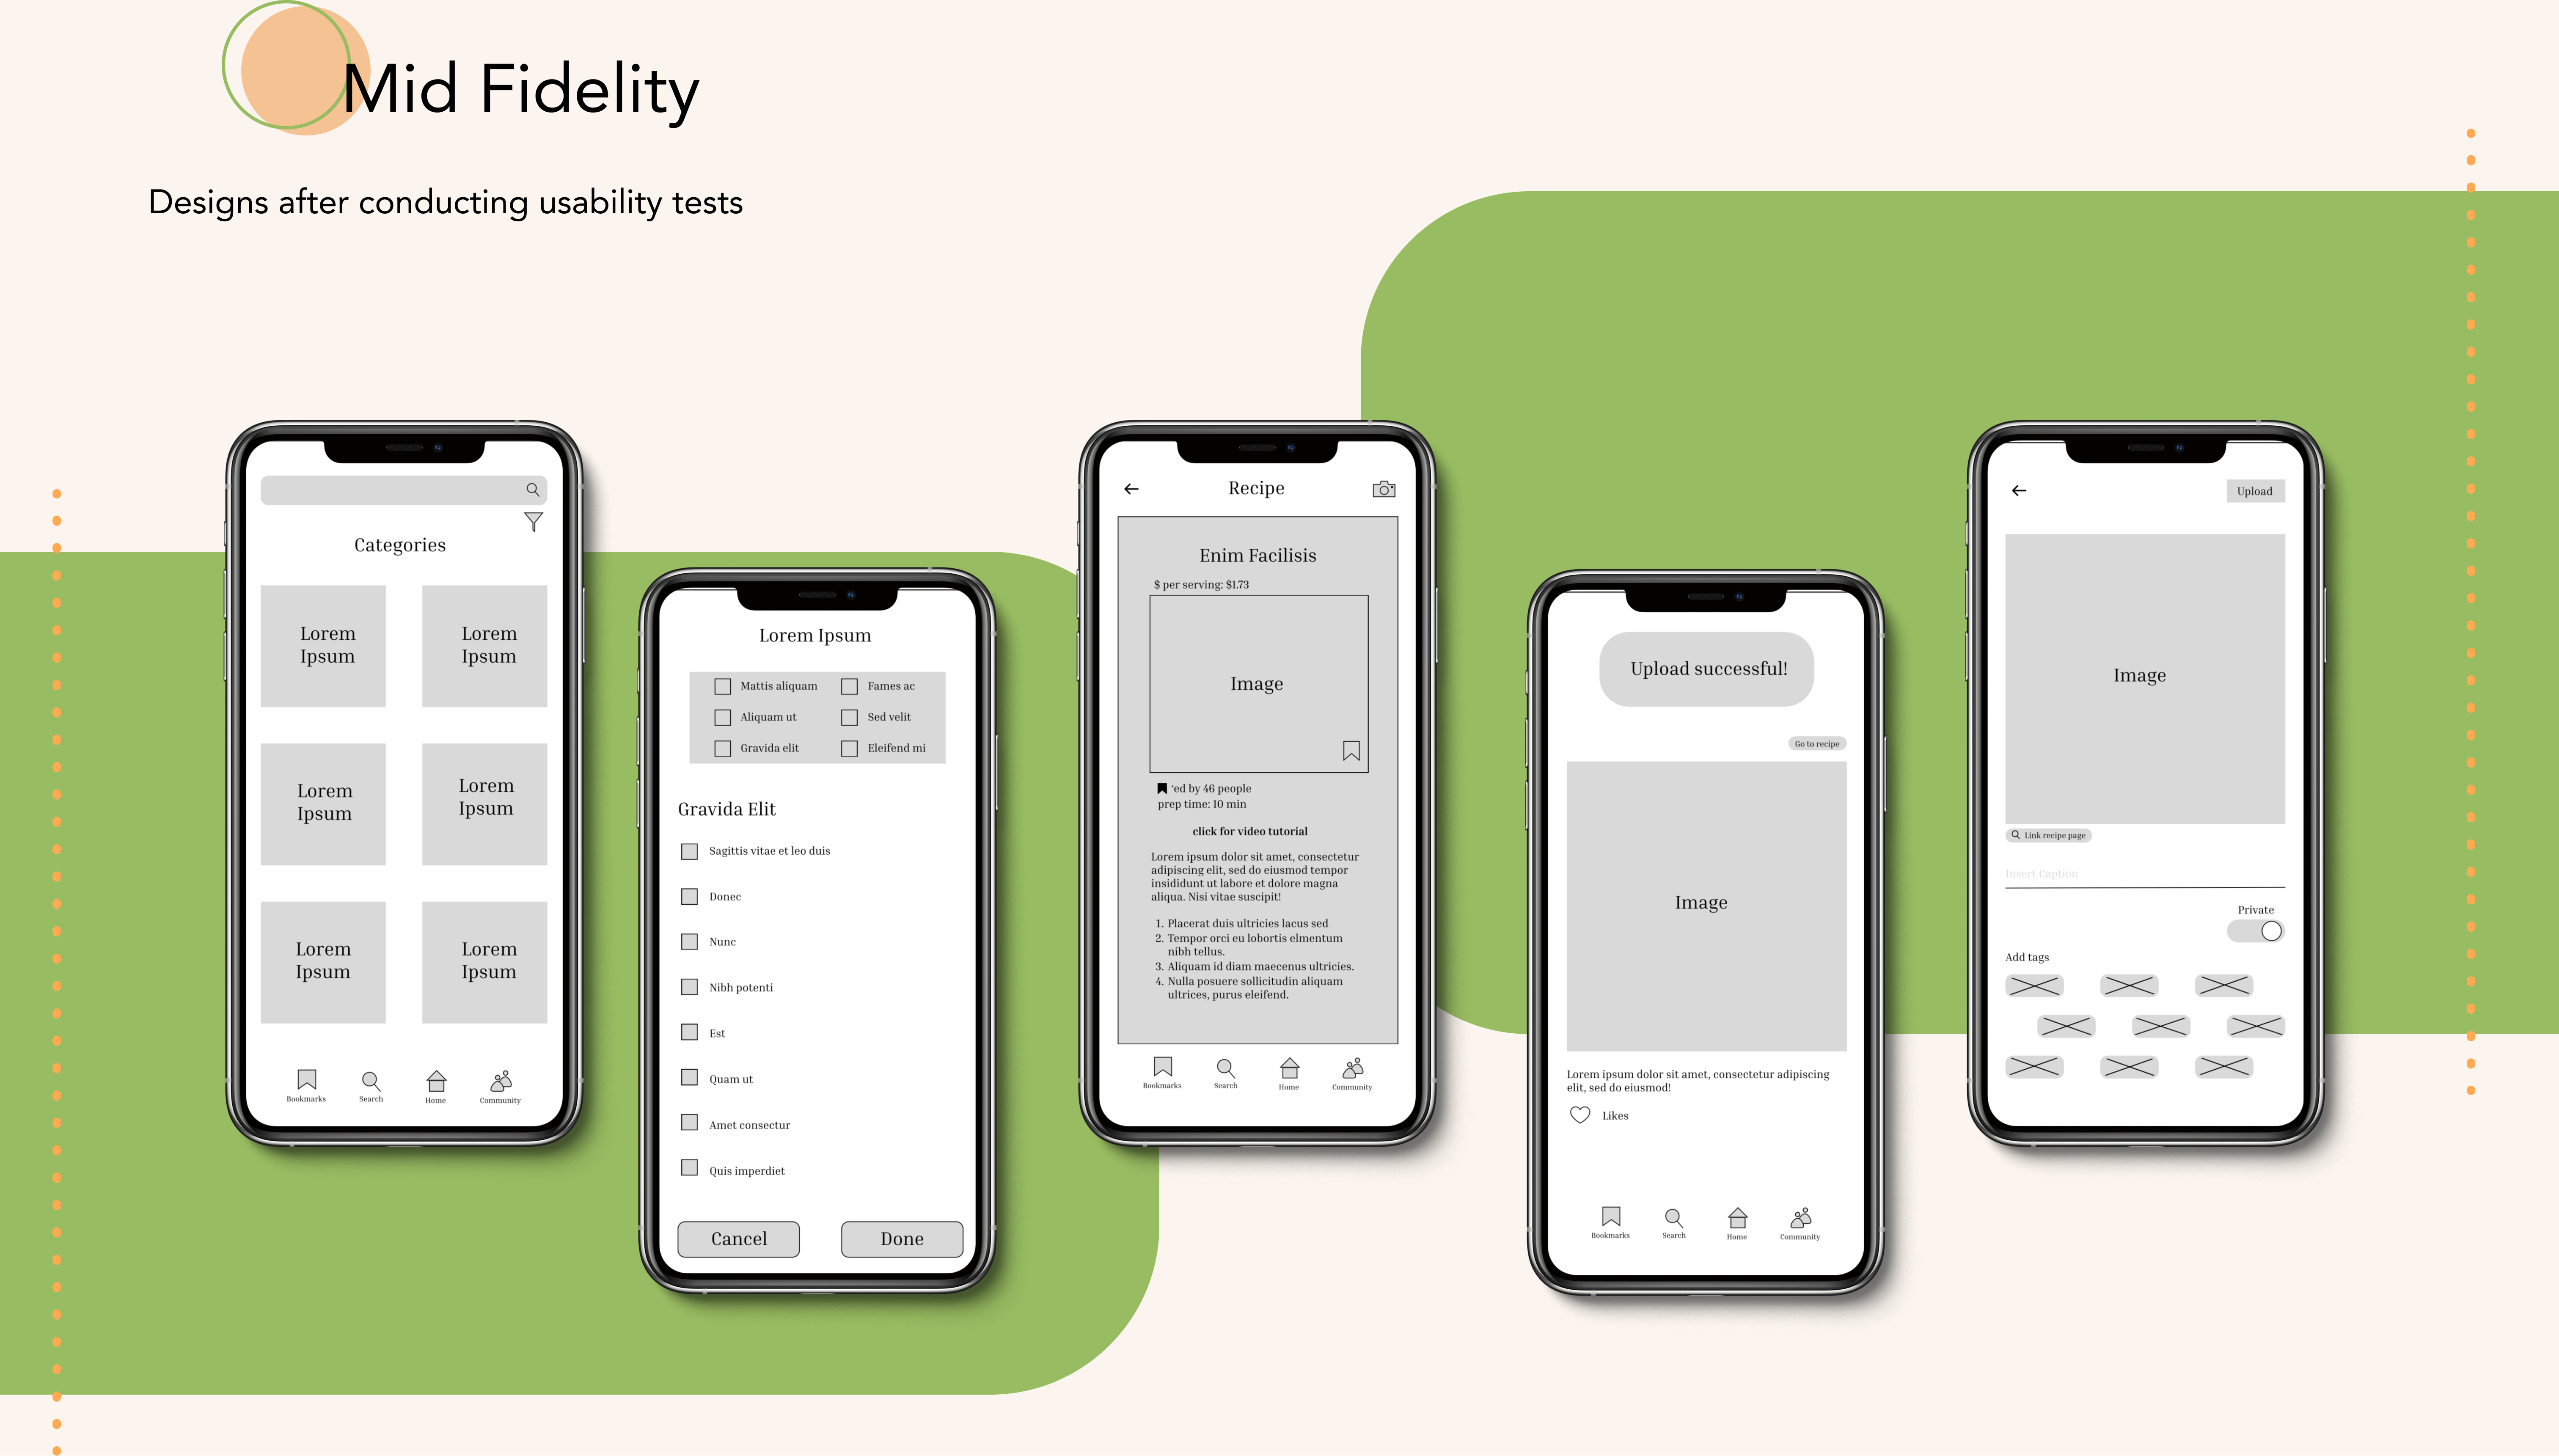 Mid Fidelity
Designs after conducting usability tests
Categories
Lorem
Ipsum
Lorem
Ipsum
Lorem
Ipsum
Lorem
Ipsum
Lorem
Ipsum
Lorem
Ipsum
Bookmarks
Search
Home
Community
Lorem Ipsum
Mattis aliquam
Fames ac
Aliquam ut
Sed velit
Gravida elit
Eleifend mi
Gravida Elit
Sagittis vitae et leo duis
Donec
Nunc
Nibh potenti
Est
Quam ut
Amet consectur
Quis imperdiet
Cancel
Done
Recipe
Enim Facilisis
$ per serving: $1.73
Image
'ed by 46 people
prep time: 10 min
click for video tutorial
Lorem ipsum dolor sit amet, consectetur
adipiscing elit, sed do eiusmod tempor
insididunt ut labore et dolore magna
aliqua. Nisi vitae suscipit!
1. Placerat duis ultricies lacus sed
2. Tempor orci eu lobortis elmentum
nibh tellus.
3. Aliquam id diam maecenus ultricies.
4. Nulla posuere sollicitudin aliquam
ultrices, purus eleifend.
Bookmarks
Search
Home
Community
Upload successful!
Go to recipe
Image
Lorem ipsum dolor sit amet, consectetur adipiscing
elit, sed do eiusmod!
Likes
Bookmarks
Search
Home
Community
Upload
Image
Link recipe page
Insert Caption
Private
Add tags